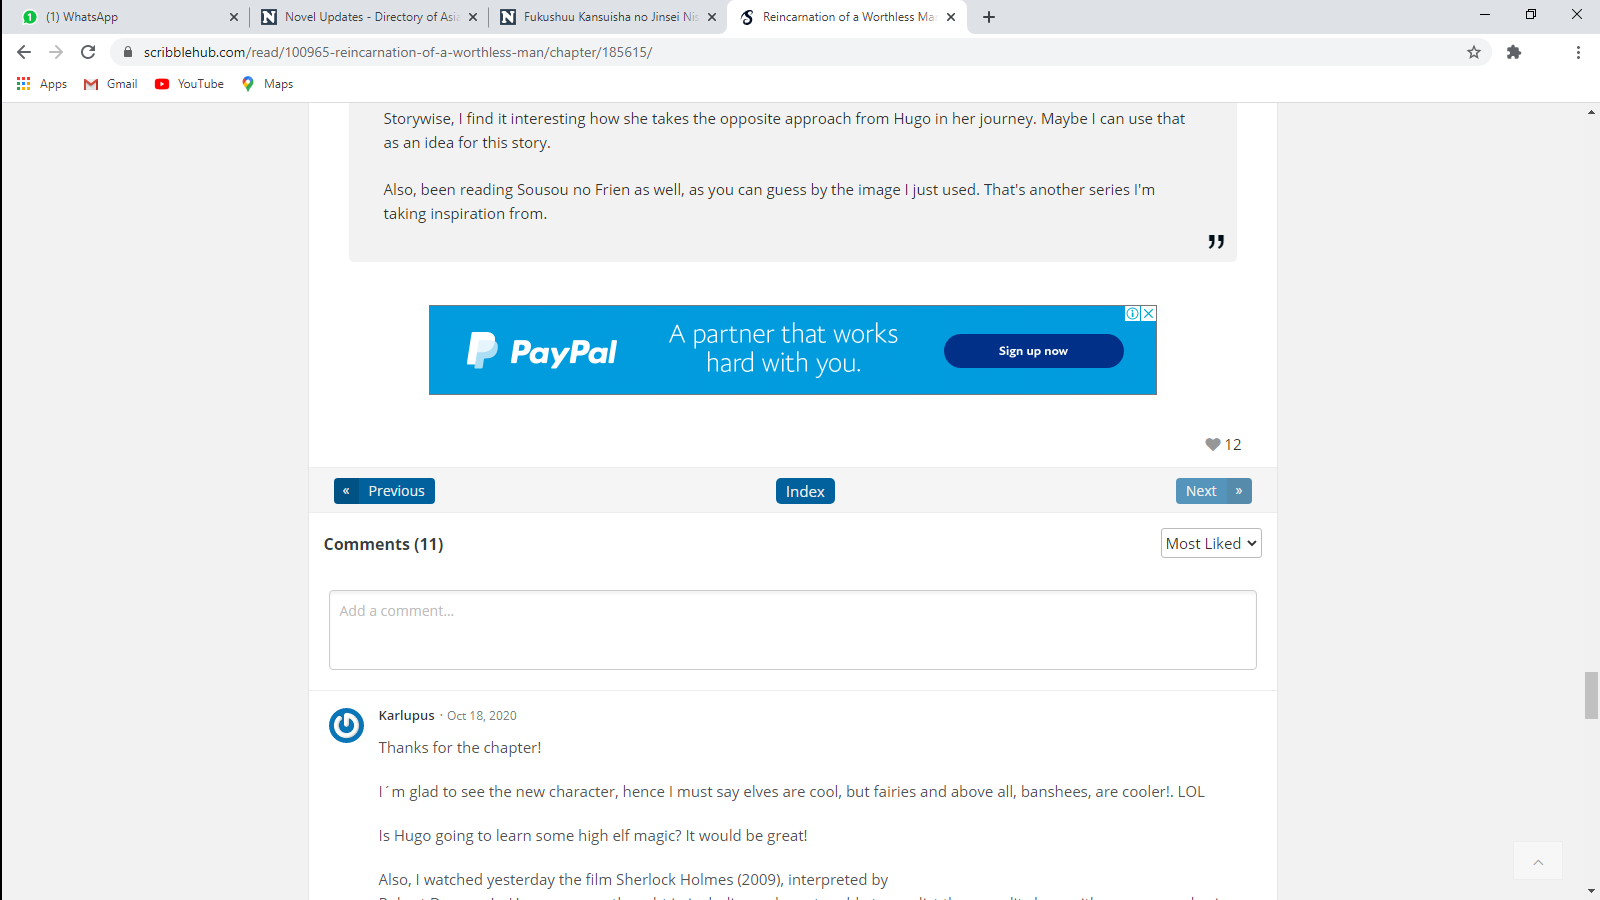 (1) WhatsApp
Novel Updates - Directory of Asia
Fukushuu Kansuisha no Jinsei Nis
Reincarnation of a Worthless Ma
scribblehub.com/read/100965-reincarnation-of-a-worthless-man/chapter/185615/
Apps
Gmail
YouTube
Maps
Storywise, I find it interesting how she takes the opposite approach from Hugo in her journey. Maybe I can use that
as an idea for this story.
Also, been reading Sousou no Frien as well, as you can guess by the image I just used. That's another series I'm
taking inspiration from.
”
PayPal
A partner that works
hard with you.
Sign up now
12
« Previous
Index
Next »
Comments (11)
Most Liked
Add a comment...
Karlupus · Oct 18, 2020
Thanks for the chapter!
I´m glad to see the new character, hence I must say elves are cool, but fairies and above all, banshees, are cooler!. LOL
Is Hugo going to learn some high elf magic? It would be great!
Also, I watched yesterday the film Sherlock Holmes (2009), interpreted by